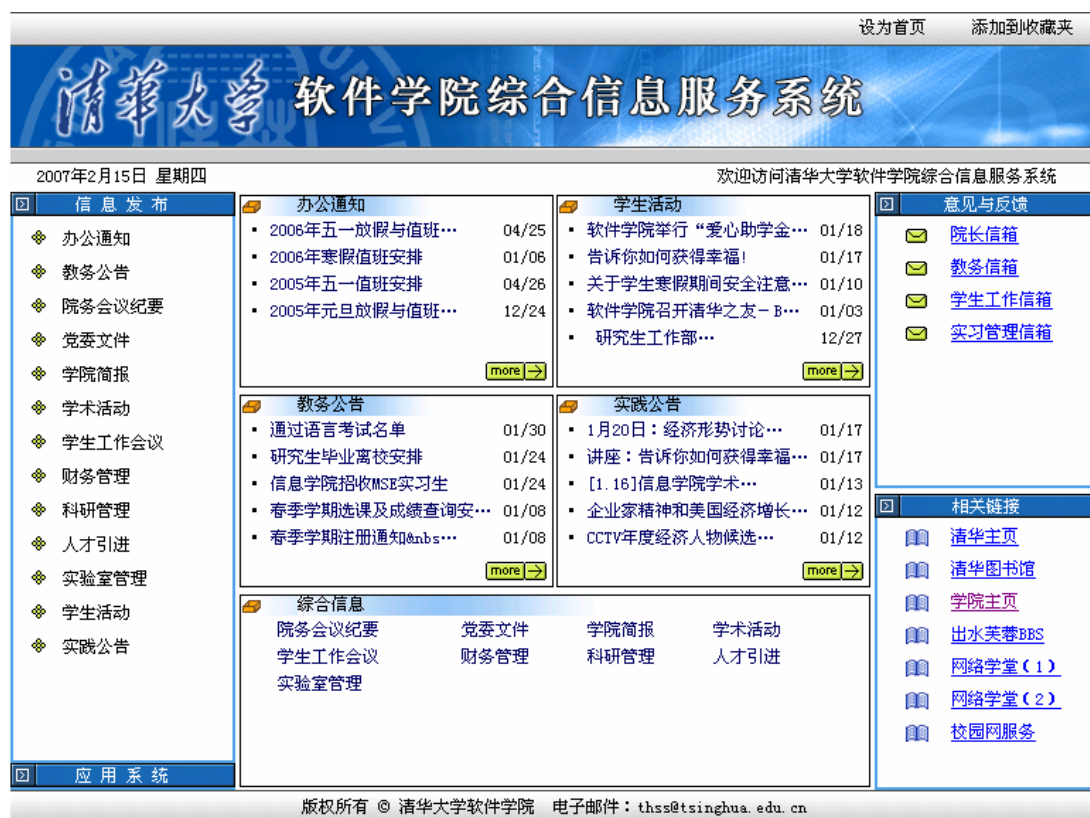 设为首页 添加到收藏夹
清华大学 软件学院综合信息服务系统
2007年2月15日 星期四 欢迎访问清华大学软件学院综合信息服务系统
信息发布
办公通知
教务公告
院务会议纪要
党委文件
学院简报
学术活动
学生工作会议
财务管理
科研管理
人才引进
实验室管理
学生活动
实践公告
应用系统
办公通知
2006年五一放假与值班… 04/25
2006年寒假值班安排 01/06
2005年五一值班安排 04/26
2005年元旦放假与值班… 12/24
more
学生活动
软件学院举行“爱心助学金… 01/18
告诉你如何获得幸福! 01/17
关于学生寒假期间安全注意… 01/10
软件学院召开清华之友－B… 01/03
研究生工作部… 12/27
more
教务公告
通过语言考试名单 01/30
研究生毕业离校安排 01/24
信息学院招收MSE实习生 01/24
春季学期选课及成绩查询安… 01/08
春季学期注册通知&nbs… 01/08
more
实践公告
1月20日：经济形势讨论… 01/17
讲座：告诉你如何获得幸福… 01/17
[1.16]信息学院学术… 01/13
企业家精神和美国经济增长… 01/12
CCTV年度经济人物候选… 01/12
more
综合信息
院务会议纪要 党委文件 学院简报 学术活动
学生工作会议 财务管理 科研管理 人才引进
实验室管理
意见与反馈
院长信箱
教务信箱
学生工作信箱
实习管理信箱
相关链接
清华主页
清华图书馆
学院主页
出水芙蓉BBS
网络学堂(1)
网络学堂(2)
校园网服务
版权所有 © 清华大学软件学院 电子邮件：thss@tsinghua.edu.cn